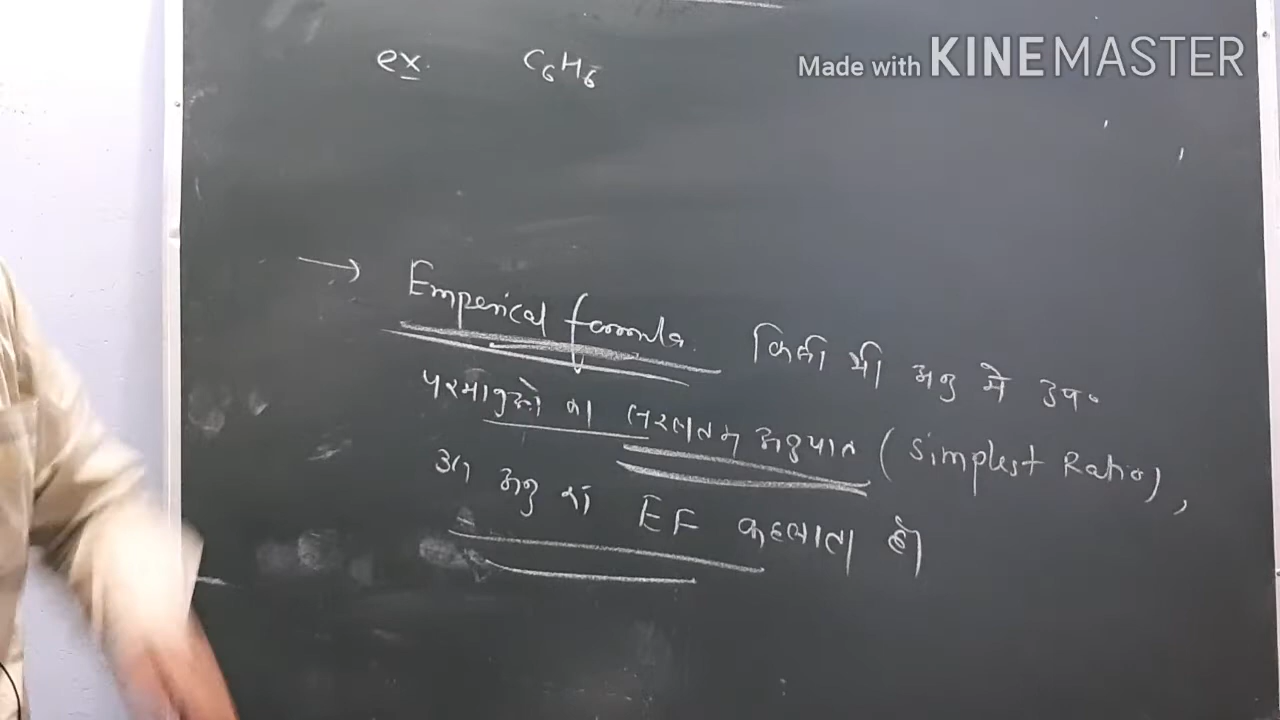 ex. C6H6
Made with KINEMASTER
→ Emperical formula. किसी भी अणु मे उप०
परमाणुओ का सरलतम अनुपात (Simplest Ratio),
उस अणु का EF कहलाता है।